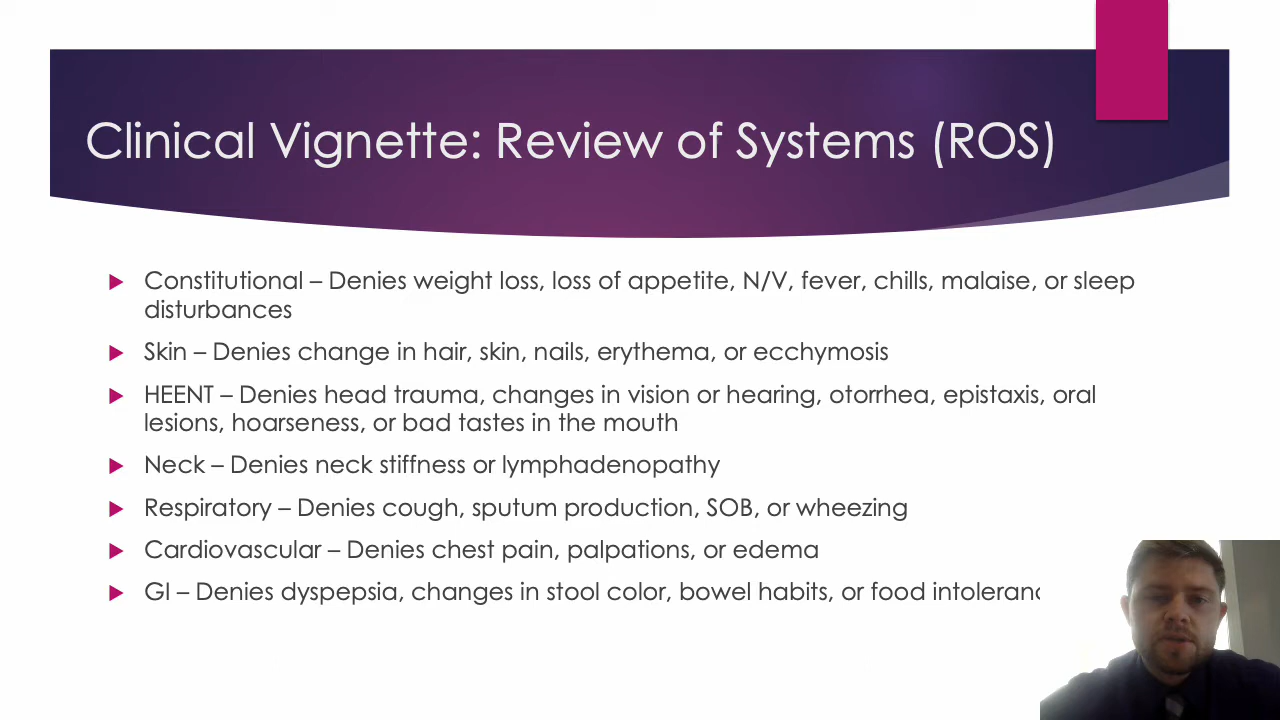 Clinical Vignette: Review of Systems (ROS)
Constitutional – Denies weight loss, loss of appetite, N/V, fever, chills, malaise, or sleep
disturbances
Skin – Denies change in hair, skin, nails, erythema, or ecchymosis
HEENT – Denies head trauma, changes in vision or hearing, otorrhea, epistaxis, oral
lesions, hoarseness, or bad tastes in the mouth
Neck – Denies neck stiffness or lymphadenopathy
Respiratory – Denies cough, sputum production, SOB, or wheezing
Cardiovascular – Denies chest pain, palpations, or edema
GI – Denies dyspepsia, changes in stool color, bowel habits, or food